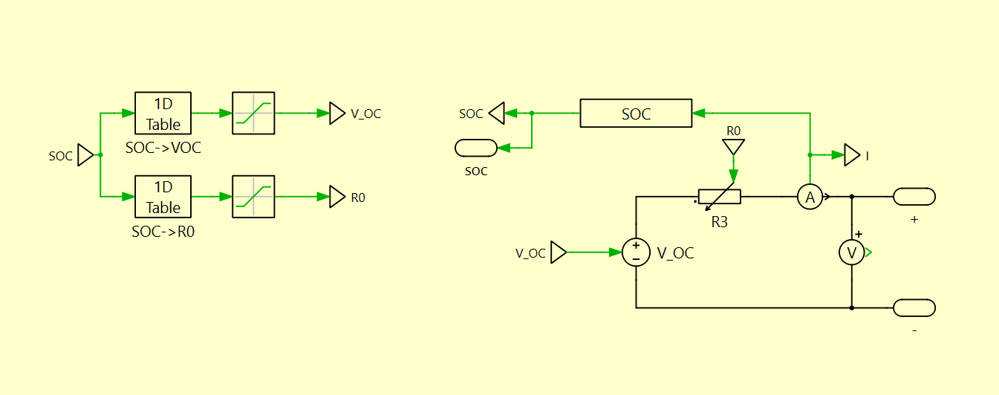 SOC
1D
Table
SOC->VOC
V_OC
1D
Table
SOC->R0
R0
SOC
SOC
SOC
R0
I
R3
A
+
V_OC
+
−
V_OC
+
V
-